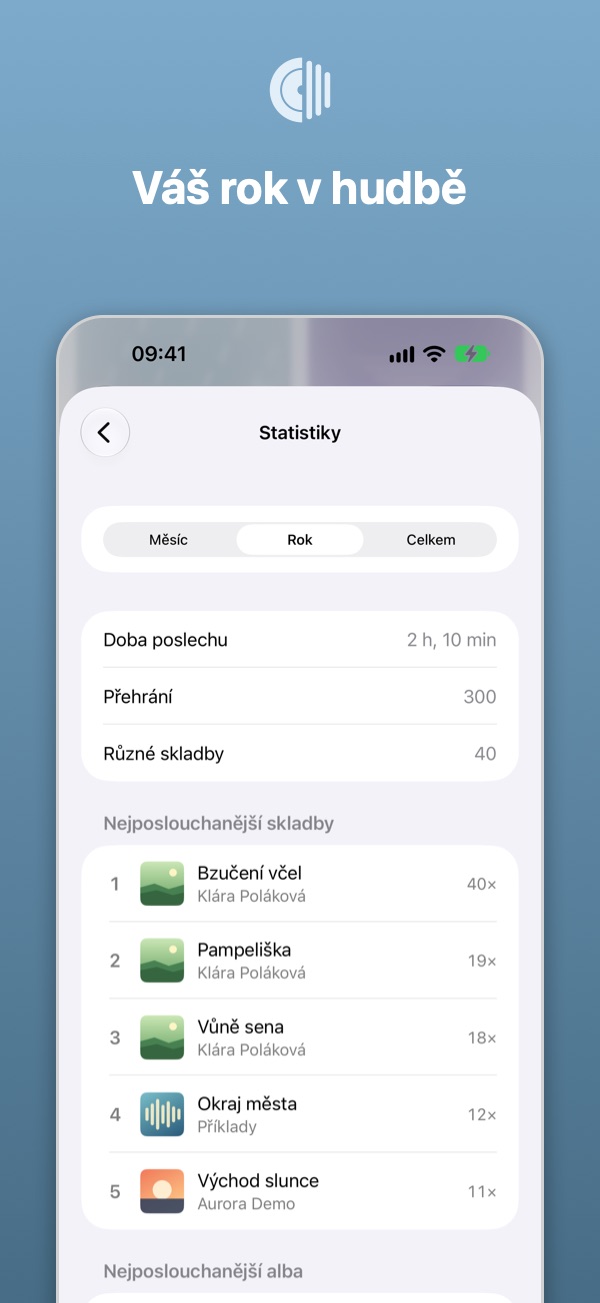 Váš rok v hudbě
09:41
Statistiky
Měsíc
Rok
Celkem
Doba poslechu
2 h, 10 min
Přehrání
300
Různé skladby
40
Nejposlouchanější skladby
1
Bzučení včel
Klára Poláková
40×
2
Pampeliška
Klára Poláková
19×
3
Vůně sena
Klára Poláková
18×
4
Okraj města
Příklady
12×
5
Východ slunce
Aurora Demo
11×
Nejposlouchanější alba